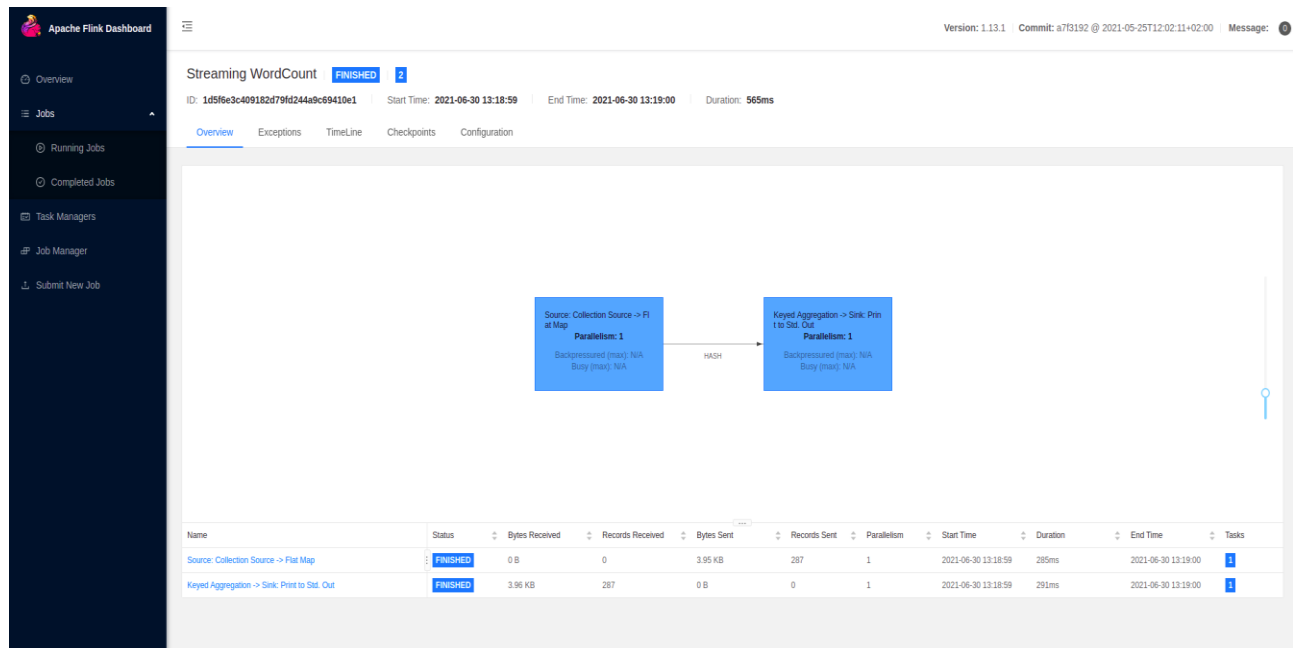 Apache Flink Dashboard
Version: 1.13.1 Commit: a7f3192 @ 2021-05-25T12:02:11+02:00 Message: 0
Overview
Jobs
Running Jobs
Completed Jobs
Task Managers
Job Manager
Submit New Job
Streaming WordCount FINISHED 2
ID: 1d5f6e3c409182d79fd244a9c69410e1 Start Time: 2021-06-30 13:18:59 End Time: 2021-06-30 13:19:00 Duration: 565ms
Overview Exceptions TimeLine Checkpoints Configuration
Source: Collection Source -> Fl
at Map
Parallelism: 1
Backpressured (max): N/A
Busy (max): N/A
HASH
Keyed Aggregation -> Sink: Prin
t to Std. Out
Parallelism: 1
Backpressured (max): N/A
Busy (max): N/A
Name Status Bytes Received Records Received Bytes Sent Records Sent Parallelism Start Time Duration End Time Tasks
Source: Collection Source -> Flat Map FINISHED 0 B 0 3.95 KB 287 1 2021-06-30 13:18:59 285ms 2021-06-30 13:19:00 1
Keyed Aggregation -> Sink: Print to Std. Out FINISHED 3.96 KB 287 0 B 0 1 2021-06-30 13:18:59 291ms 2021-06-30 13:19:00 1